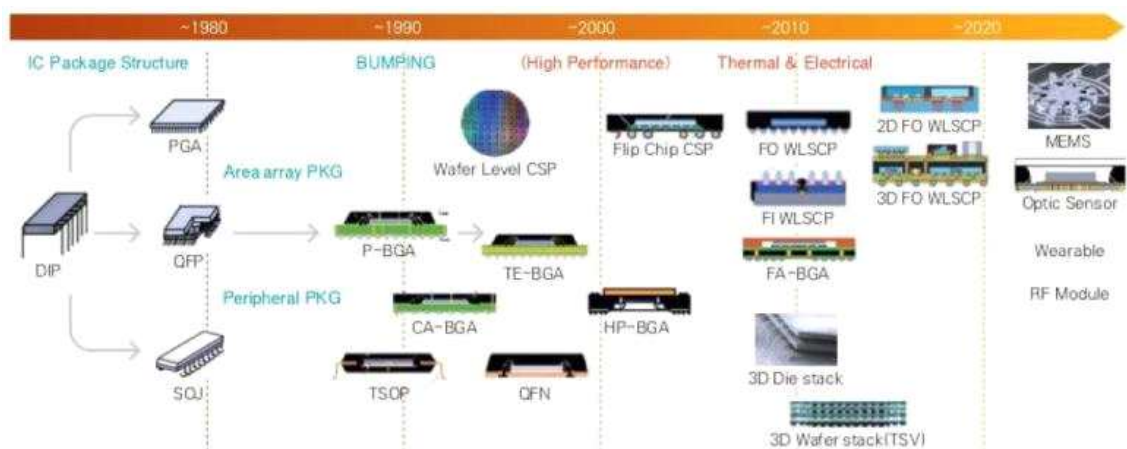 ~1980
~1990
~2000
~2010
~2020
IC Package Structure
BUMPING
(High Performance)
Thermal & Electrical
PGA
Wafer Level CSP
Flip Chip CSP
FO WLSCP
2D FO WLSCP
MEMS
Area array PKG
DIP
QFP
P-BGA
TE-BGA
FI WLSCP
3D FO WLSCP
Optic Sensor
FA-BGA
Wearable
Peripheral PKG
CA-BGA
HP-BGA
RF Module
SOJ
TSOP
QFN
3D Die stack
3D Wafer stack(TSV)